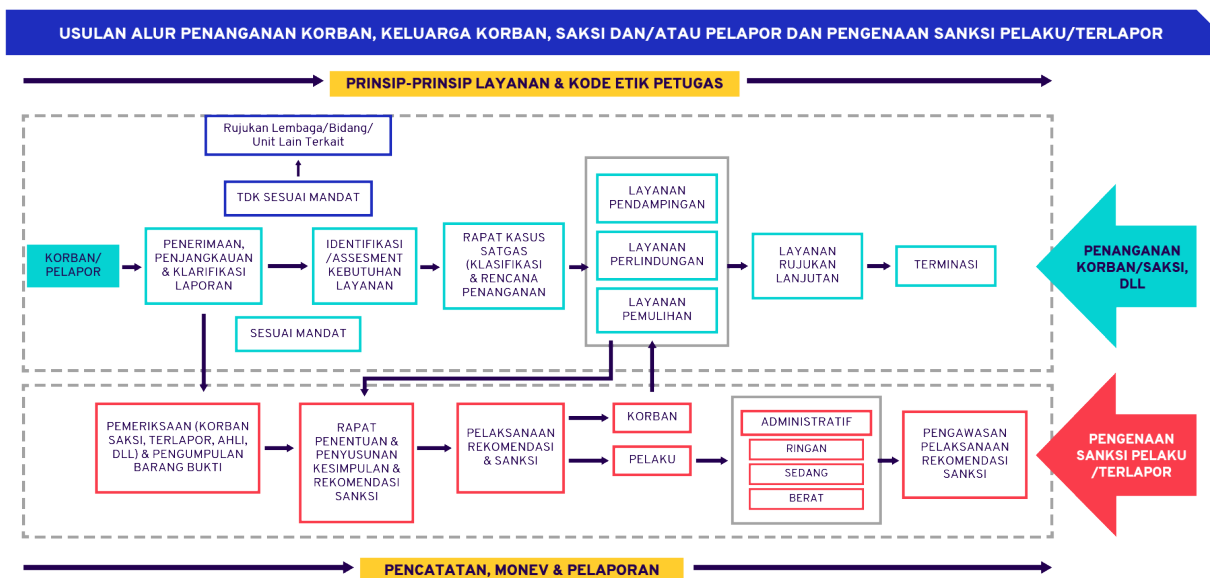 USULAN ALUR PENANGANAN KORBAN, KELUARGA KORBAN, SAKSI DAN/ATAU PELAPOR DAN PENGENAAN SANKSI PELAKU/TERLAPOR
PRINSIP-PRINSIP LAYANAN & KODE ETIK PETUGAS
Rujukan Lembaga/Bidang/
Unit Lain Terkait
TDK SESUAI MANDAT
KORBAN/
PELAPOR
PENERIMAAN,
PENJANGKAUAN
& KLARIFIKASI
LAPORAN
IDENTIFIKASI
/ASSESMENT
KEBUTUHAN
LAYANAN
RAPAT KASUS
SATGAS
(KLASIFIKASI
& RENCANA
PENANGANAN)
LAYANAN
PENDAMPINGAN
LAYANAN
PERLINDUNGAN
LAYANAN
PEMULIHAN
LAYANAN
RUJUKAN
LANJUTAN
TERMINASI
PENANGANAN
KORBAN/SAKSI,
DLL
SESUAI MANDAT
PEMERIKSAAN (KORBAN
SAKSI, TERLAPOR, AHLI,
DLL) & PENGUMPULAN
BARANG BUKTI
RAPAT
PENENTUAN &
PENYUSUNAN
KESIMPULAN &
REKOMENDASI
SANKSI
PELAKSANAAN
REKOMENDASI
& SANKSI
KORBAN
PELAKU
ADMINISTRATIF
RINGAN
SEDANG
BERAT
PENGAWASAN
PELAKSANAAN
REKOMENDASI
SANKSI
PENGENAAN
SANKSI PELAKU
/TERLAPOR
PENCATATAN, MONEV & PELAPORAN